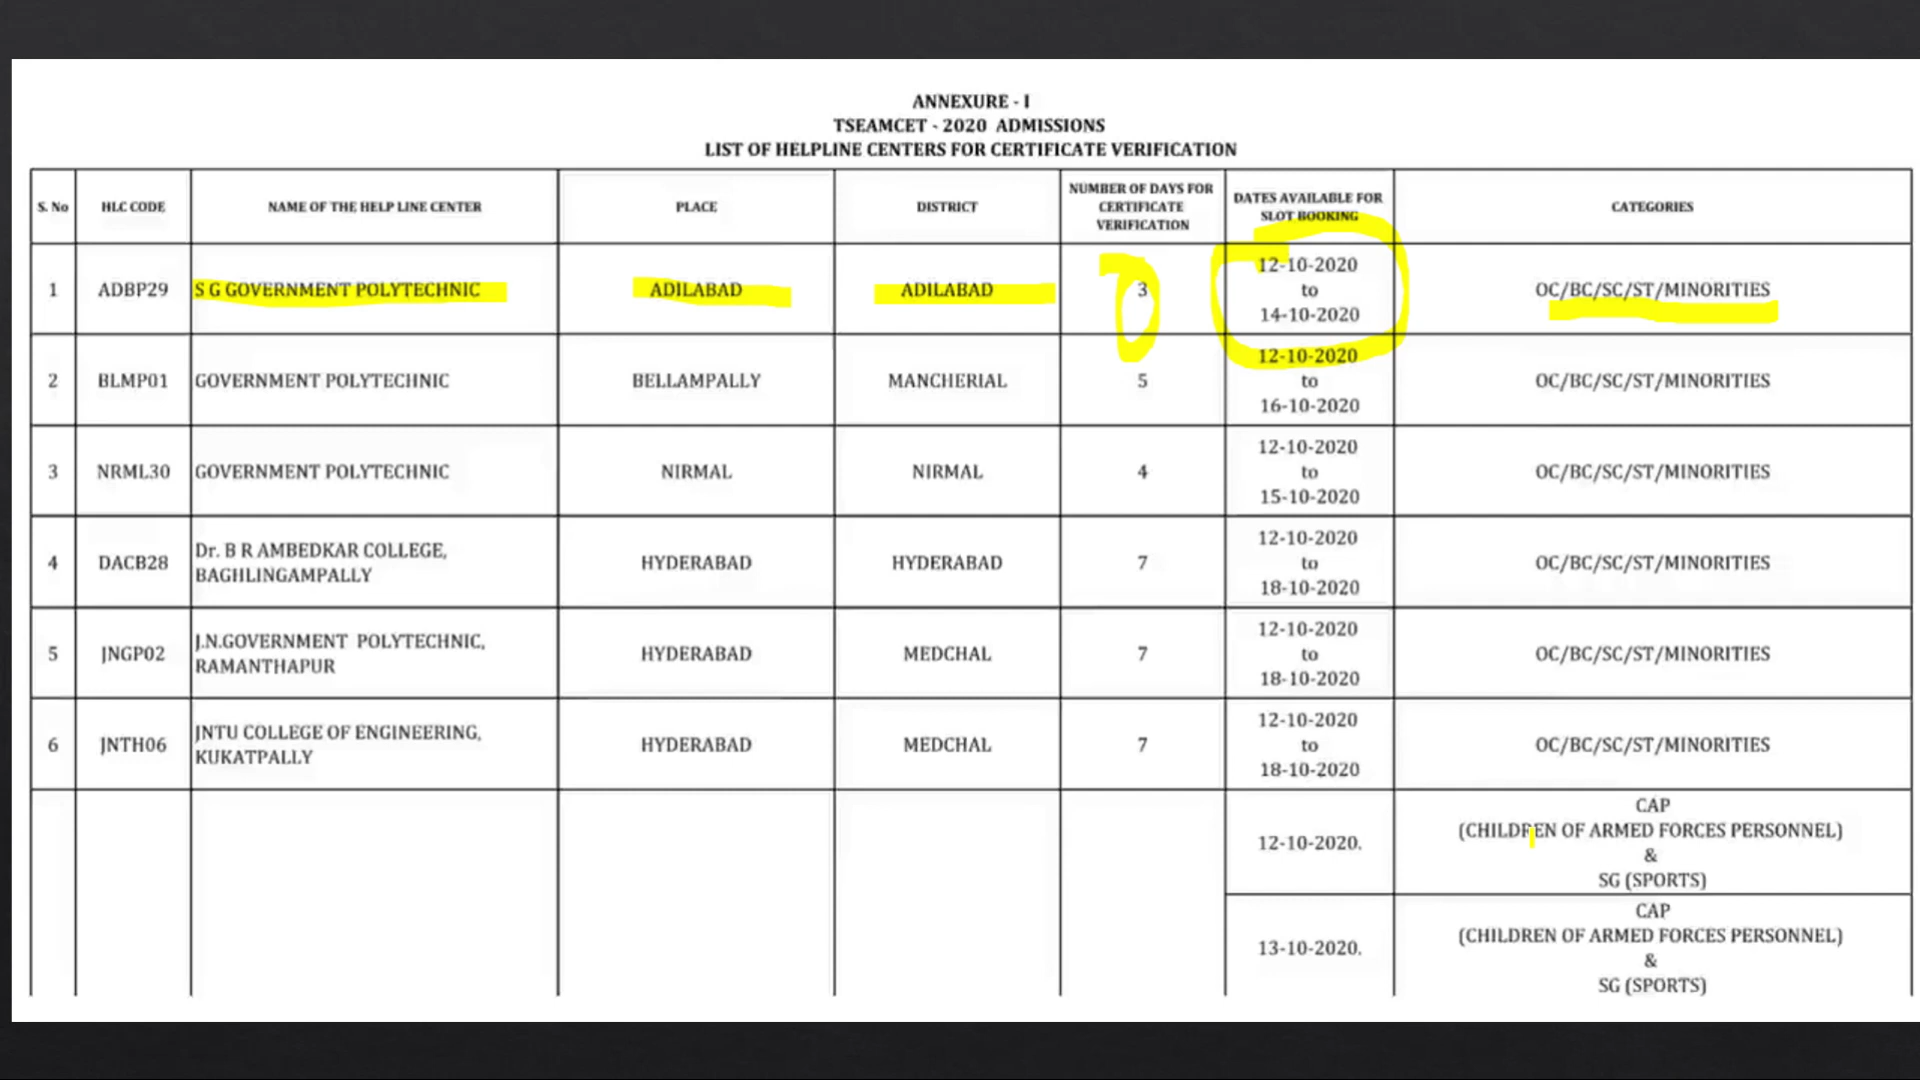 ANNEXURE - I
TSEAMCET - 2020 ADMISSIONS
LIST OF HELPLINE CENTERS FOR CERTIFICATE VERIFICATION
S. No HLC CODE NAME OF THE HELP LINE CENTER PLACE DISTRICT NUMBER OF DAYS FOR CERTIFICATE VERIFICATION DATES AVAILABLE FOR SLOT BOOKING CATEGORIES
1 ADBP29 S G GOVERNMENT POLYTECHNIC ADILABAD ADILABAD 3 12-10-2020 to 14-10-2020 OC/BC/SC/ST/MINORITIES
2 BLMP01 GOVERNMENT POLYTECHNIC BELLAMPALLY MANCHERIAL 5 12-10-2020 to 16-10-2020 OC/BC/SC/ST/MINORITIES
3 NRML30 GOVERNMENT POLYTECHNIC NIRMAL NIRMAL 4 12-10-2020 to 15-10-2020 OC/BC/SC/ST/MINORITIES
4 DACB28 Dr. B R AMBEDKAR COLLEGE, BAGHLINGAMPALLY HYDERABAD HYDERABAD 7 12-10-2020 to 18-10-2020 OC/BC/SC/ST/MINORITIES
5 JNGP02 J.N.GOVERNMENT POLYTECHNIC, RAMANTHAPUR HYDERABAD MEDCHAL 7 12-10-2020 to 18-10-2020 OC/BC/SC/ST/MINORITIES
6 JNTH06 JNTU COLLEGE OF ENGINEERING, KUKATPALLY HYDERABAD MEDCHAL 7 12-10-2020 to 18-10-2020 OC/BC/SC/ST/MINORITIES
12-10-2020. CAP (CHILDREN OF ARMED FORCES PERSONNEL) & SG (SPORTS)
13-10-2020. CAP (CHILDREN OF ARMED FORCES PERSONNEL) & SG (SPORTS)